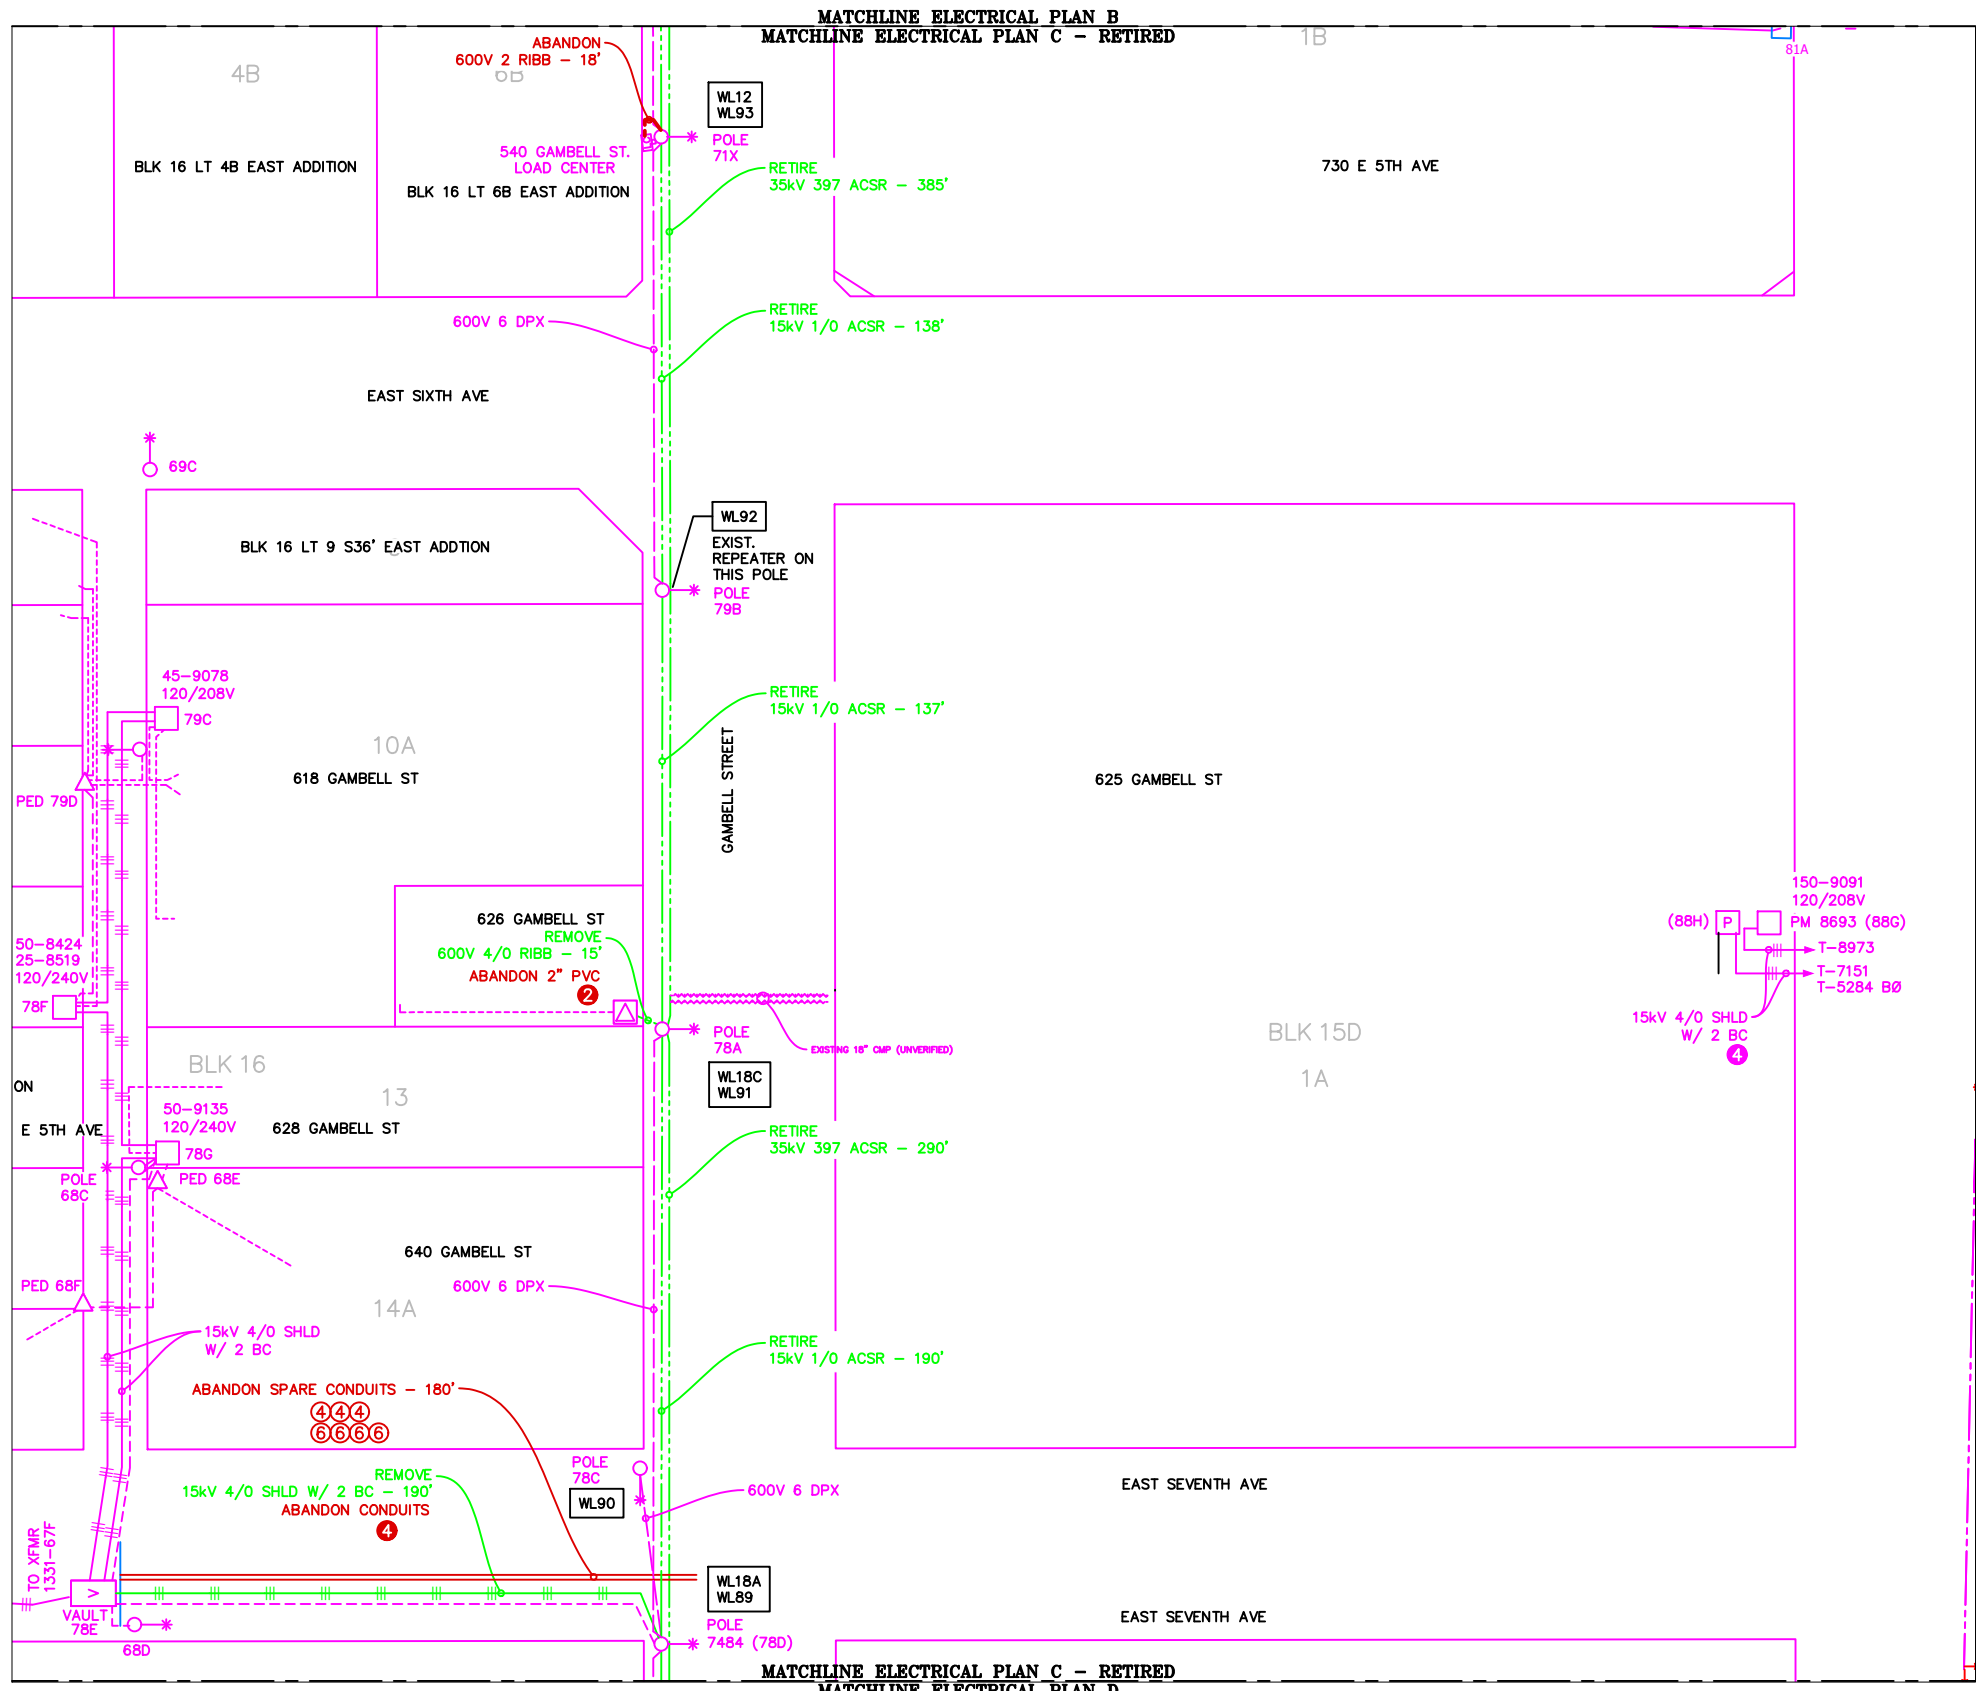 MATCHLINE ELECTRICAL PLAN B
MATCHLINE ELECTRICAL PLAN C – RETIRED
1B
81A
4B
6B
ABANDON
600V 2 RIBB – 18'
WL12
WL93
POLE
71X
540 GAMBELL ST.
LOAD CENTER
BLK 16 LT 4B EAST ADDITION
BLK 16 LT 6B EAST ADDITION
RETIRE
35kV 397 ACSR – 385'
730 E 5TH AVE
600V 6 DPX
RETIRE
15kV 1/0 ACSR – 138'
EAST SIXTH AVE
69C
WL92
EXIST.
REPEATER ON
THIS POLE
POLE
79B
BLK 16 LT 9 S36' EAST ADDTION
45–9078
120/208V
79C
10A
618 GAMBELL ST
PED 79D
RETIRE
15kV 1/0 ACSR – 137'
GAMBELL STREET
625 GAMBELL ST
150–9091
120/208V
(88H)
P
PM 8693 (88G)
T–8973
T–7151
T–5284 BØ
15kV 4/0 SHLD
W/ 2 BC
4
626 GAMBELL ST
REMOVE
600V 4/0 RIBB – 15'
ABANDON 2" PVC
2
50–8424
25–8519
120/240V
78F
POLE
78A
EXISTING 18" CMP (UNVERIFIED)
BLK 15D
1A
WL18C
WL91
BLK 16
13
ON
E 5TH AVE
50–9135
120/240V
78G
628 GAMBELL ST
RETIRE
35kV 397 ACSR – 290'
POLE
68C
PED 68E
640 GAMBELL ST
600V 6 DPX
PED 68F
14A
15kV 4/0 SHLD
W/ 2 BC
RETIRE
15kV 1/0 ACSR – 190'
ABANDON SPARE CONDUITS – 180'
4 4 4
6 6 6 6
POLE
78C
WL90
REMOVE
15kV 4/0 SHLD W/ 2 BC – 190'
ABANDON CONDUITS
4
600V 6 DPX
EAST SEVENTH AVE
TO XFMR
1331–67F
V
VAULT
78E
68D
WL18A
WL89
POLE
7484 (78D)
EAST SEVENTH AVE
MATCHLINE ELECTRICAL PLAN C – RETIRED
MATCHLINE ELECTRICAL PLAN D